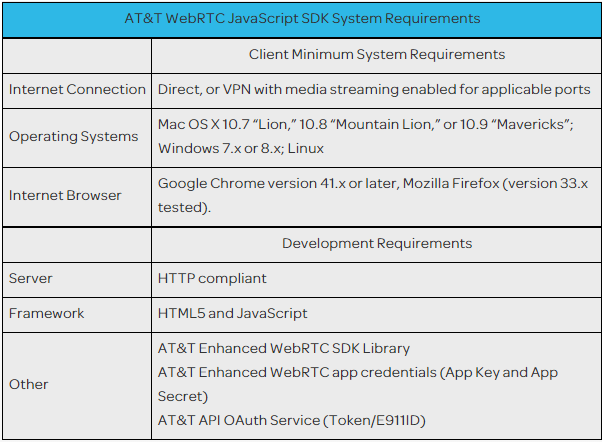 AT&T WebRTC JavaScript SDK System Requirements
Client Minimum System Requirements
Internet Connection Direct, or VPN with media streaming enabled for applicable ports
Operating Systems Mac OS X 10.7 “Lion,” 10.8 “Mountain Lion,” or 10.9 “Mavericks”;
Windows 7.x or 8.x; Linux
Internet Browser Google Chrome version 41.x or later, Mozilla Firefox (version 33.x
tested).
Development Requirements
Server HTTP compliant
Framework HTML5 and JavaScript
Other AT&T Enhanced WebRTC SDK Library
AT&T Enhanced WebRTC app credentials (App Key and App
Secret)
AT&T API OAuth Service (Token/E911ID)